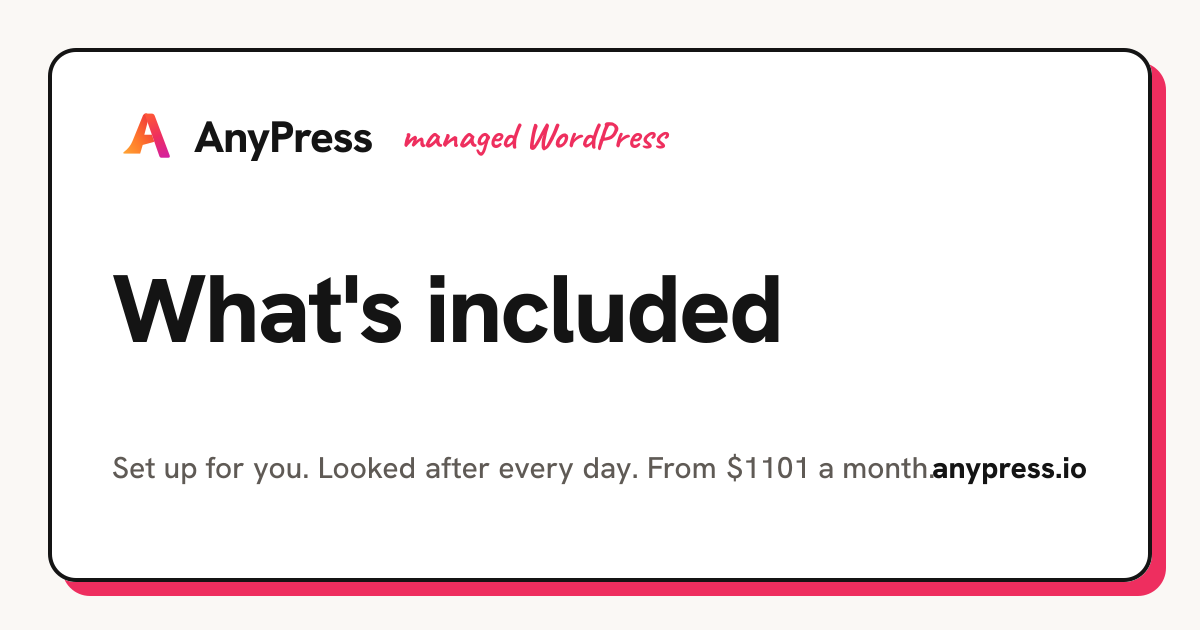 AnyPress managed WordPress
What's included
Set up for you. Looked after every day. From $1101 a month.anypress.io